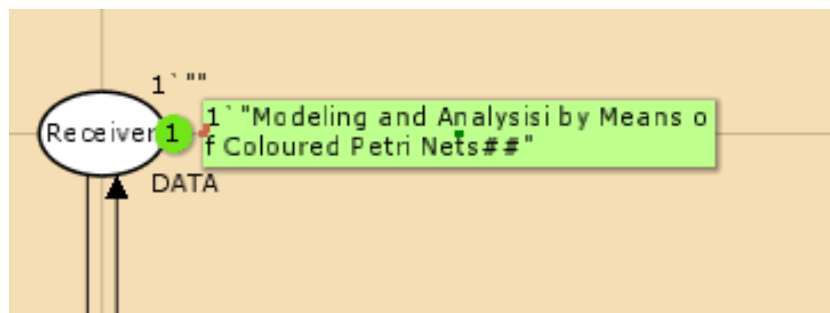 1`""
Receiver
1
1`"Modeling and Analysisi by Means o
f Coloured Petri Nets##"
DATA